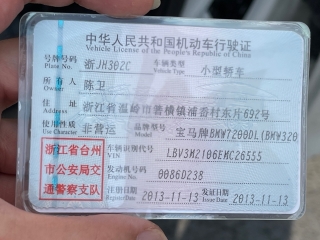 中华人民共和国机动车行驶证
Vehicle License of the People's Republic of China
号牌号码 浙JH302C 车辆类型 小型轿车
Plate No. Vehicle Type
所有人 陈卫
Owner
住址 浙江省温岭市箬横镇浦番村东片692号
Address
使用性质 非营运 品牌型号 宝马牌BMW7200DL(BMW320
Use Character Model
浙江省台州
市公安局交
通警察支队
车辆识别代号 LBV3M2106EMC26555
VIN
发动机号码 0086D238
Engine No.
注册日期 2013-11-13 发证日期 2013-11-13
Register Date Issue Date